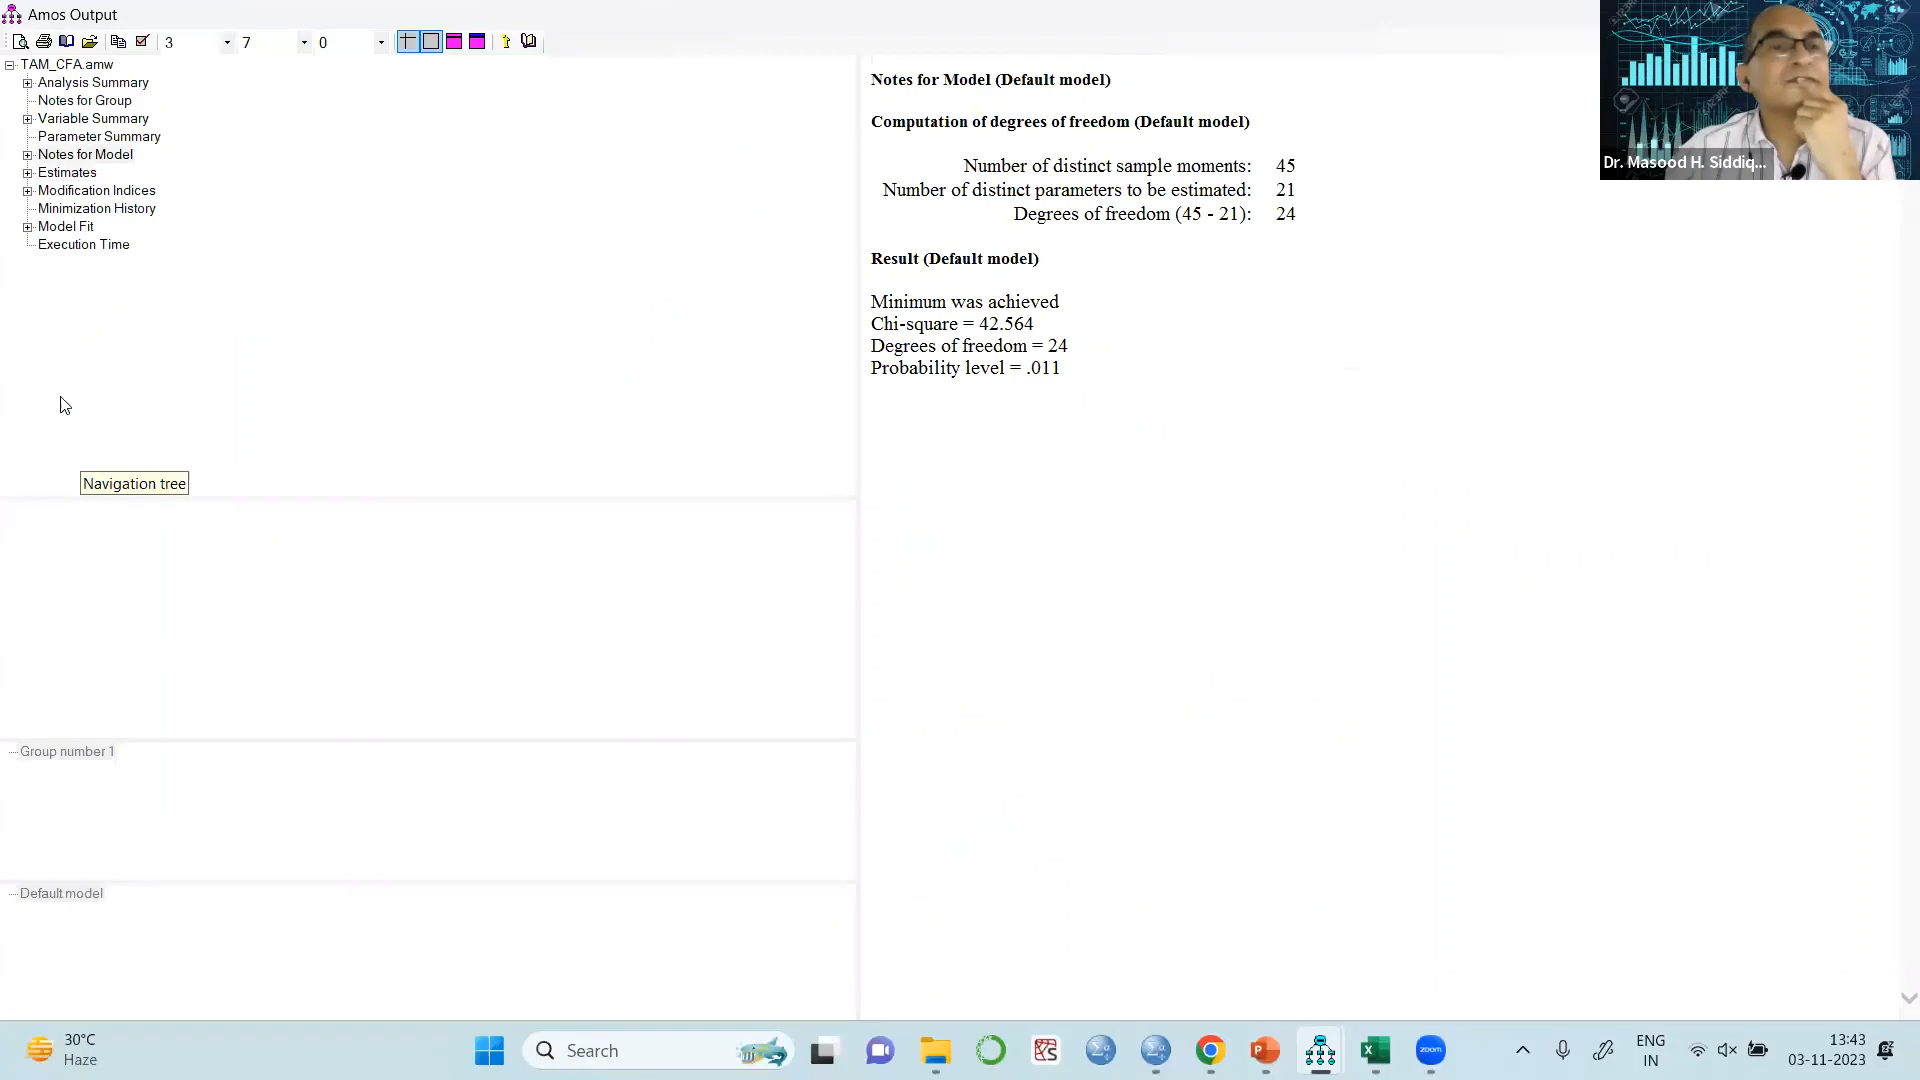 Amos Output
3 7 0
TAM_CFA.amw
Analysis Summary
Notes for Group
Variable Summary
Parameter Summary
Notes for Model
Estimates
Modification Indices
Minimization History
Model Fit
Execution Time
Navigation tree
Group number 1
Default model
Notes for Model (Default model)
Computation of degrees of freedom (Default model)
Number of distinct sample moments: 45
Number of distinct parameters to be estimated: 21
Degrees of freedom (45 - 21): 24
Result (Default model)
Minimum was achieved
Chi-square = 42.564
Degrees of freedom = 24
Probability level = .011
Dr. Masood H. Siddiq...
30°C
Haze
Search
zoom
ENG
IN
13:43
03-11-2023